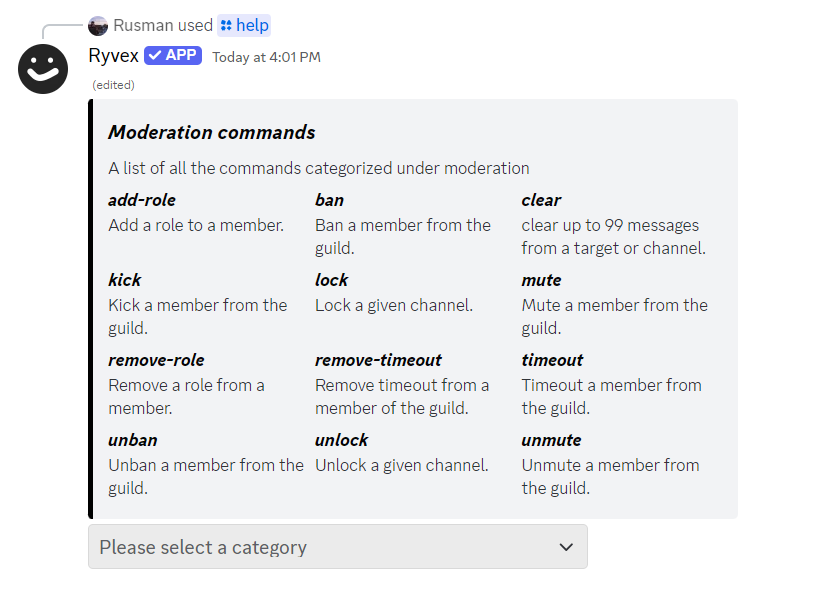 Rusman used help
Ryvex APP Today at 4:01 PM
(edited)
Moderation commands
A list of all the commands categorized under moderation
add-role
Add a role to a member.
ban
Ban a member from the
guild.
clear
clear up to 99 messages
from a target or channel.
kick
Kick a member from the
guild.
lock
Lock a given channel.
mute
Mute a member from the
guild.
remove-role
Remove a role from a
member.
remove-timeout
Remove timeout from a
member of the guild.
timeout
Timeout a member from
the guild.
unban
Unban a member from the
guild.
unlock
Unlock a given channel.
unmute
Unmute a member from
the guild.
Please select a category